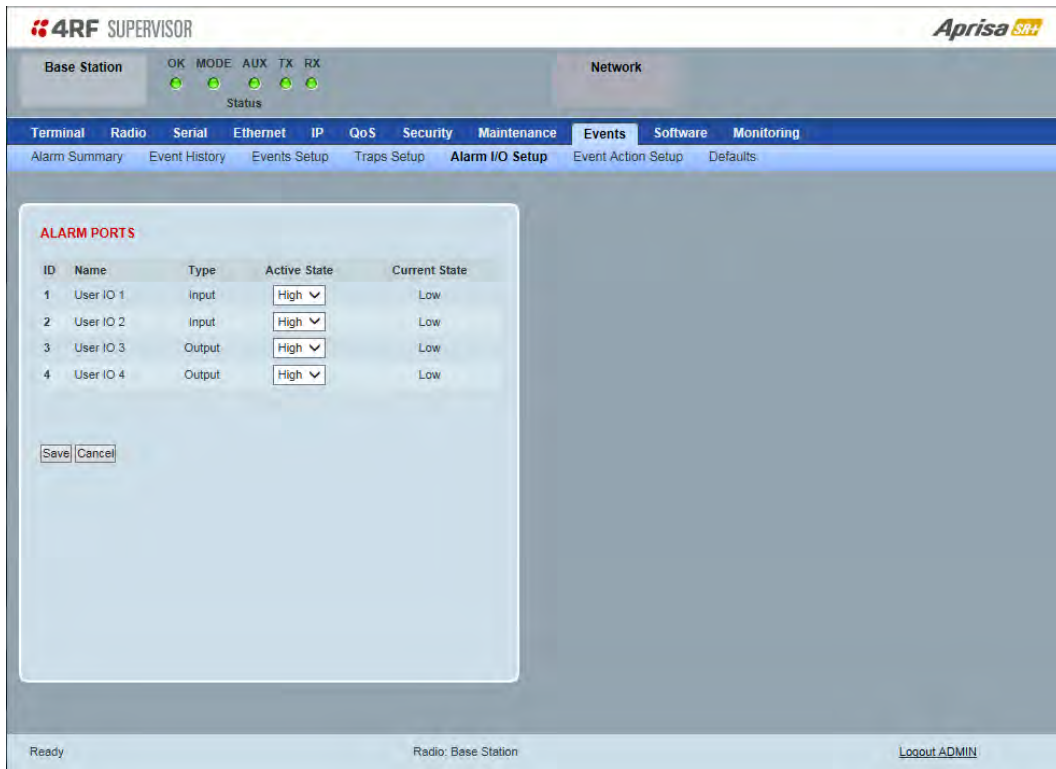 4RF SUPERVISOR
Aprisa SR+
Base Station OK MODE AUX TX RX Network
Status
Terminal Radio Serial Ethernet IP QoS Security Maintenance Events Software Monitoring
Alarm Summary Event History Events Setup Traps Setup Alarm I/O Setup Event Action Setup Defaults
ALARM PORTS
ID Name Type Active State Current State
1 User IO 1 Input High Low
2 User IO 2 Input High Low
3 User IO 3 Output High Low
4 User IO 4 Output High Low
Save Cancel
Ready Radio: Base Station Logout ADMIN